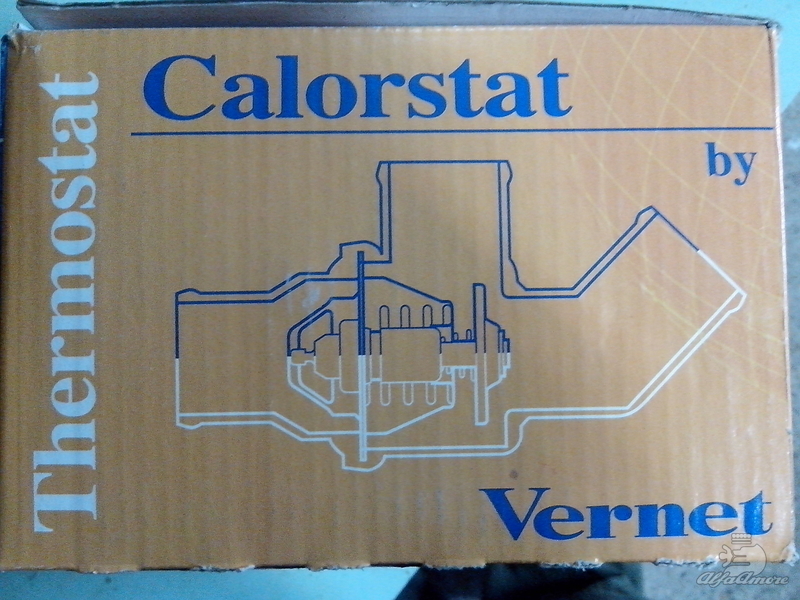 Thermostat
Calorstat
by
Vernet
AlfaAmore